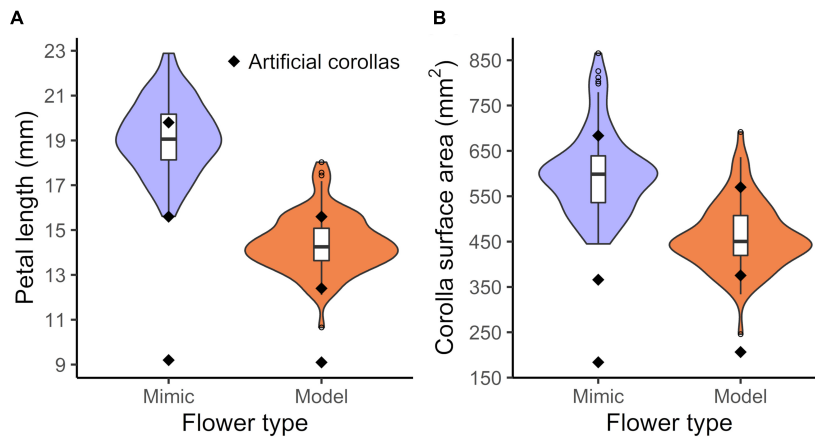 A
Petal length (mm)
23
21
19
17
15
13
11
9
◆ Artificial corollas
Mimic
Model
Flower type
B
Corolla surface area (mm²)
850
750
650
550
450
350
250
150
Mimic
Model
Flower type